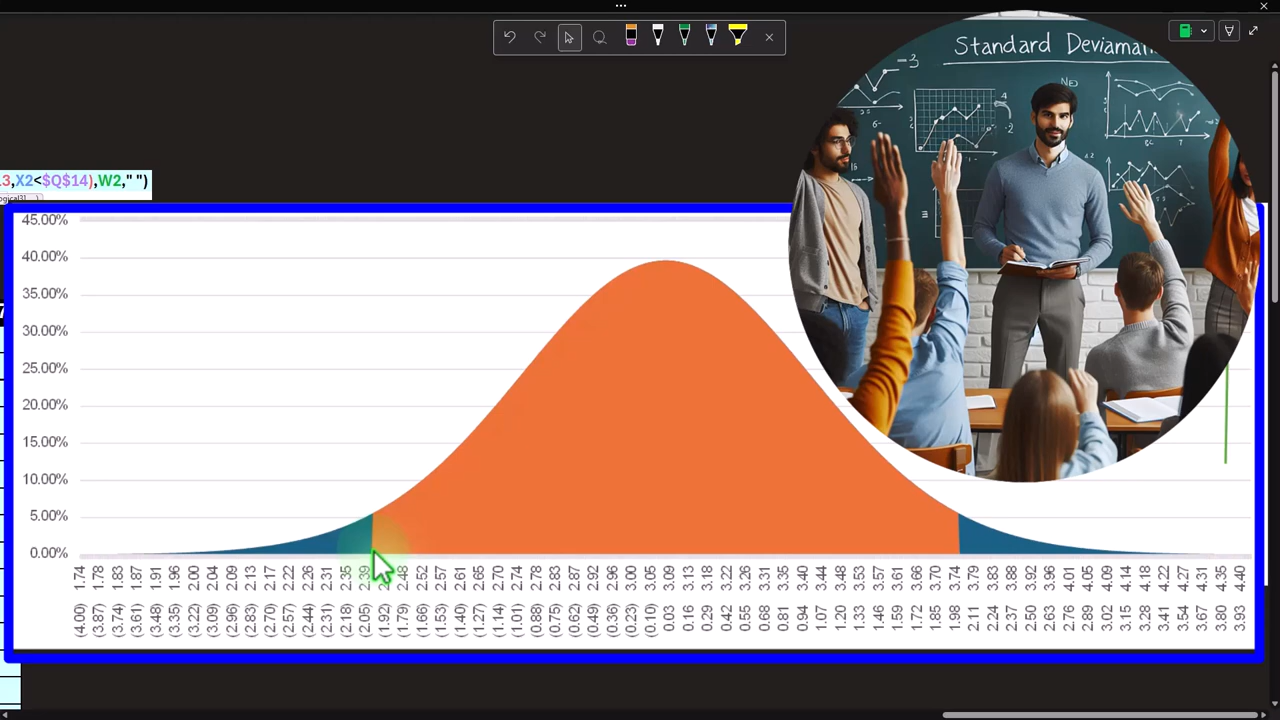 Standard Deviamat
13,X2<$Q$14),W2," ")
45.00%
40.00%
35.00%
30.00%
25.00%
20.00%
15.00%
10.00%
5.00%
0.00%
1.74 1.78 1.83 1.87 1.91 1.96 2.00 2.04 2.09 2.13 2.17 2.22 2.26 2.31 2.35 2.39 2.48 2.52 2.57 2.61 2.65 2.70 2.74 2.78 2.83 2.87 2.92 2.96 3.00 3.05 3.09 3.13 3.18 3.22 3.26 3.31 3.35 3.40 3.44 3.48 3.53 3.57 3.61 3.66 3.70 3.74 3.79 3.83 3.88 3.92 3.96 4.01 4.05 4.09 4.14 4.18 4.22 4.27 4.31 4.35 4.40
(4.00) (3.87) (3.74) (3.61) (3.48) (3.35) (3.22) (3.09) (2.96) (2.83) (2.70) (2.57) (2.44) (2.31) (2.18) (2.05) (1.92) (1.79) (1.66) (1.53) (1.40) (1.27) (1.14) (1.01) (0.88) (0.75) (0.62) (0.49) (0.36) (0.23) (0.10) 0.03 0.16 0.29 0.42 0.55 0.68 0.81 0.94 1.07 1.20 1.33 1.46 1.59 1.72 1.85 1.98 2.11 2.24 2.37 2.50 2.63 2.76 2.89 3.02 3.15 3.28 3.41 3.54 3.67 3.80 3.93